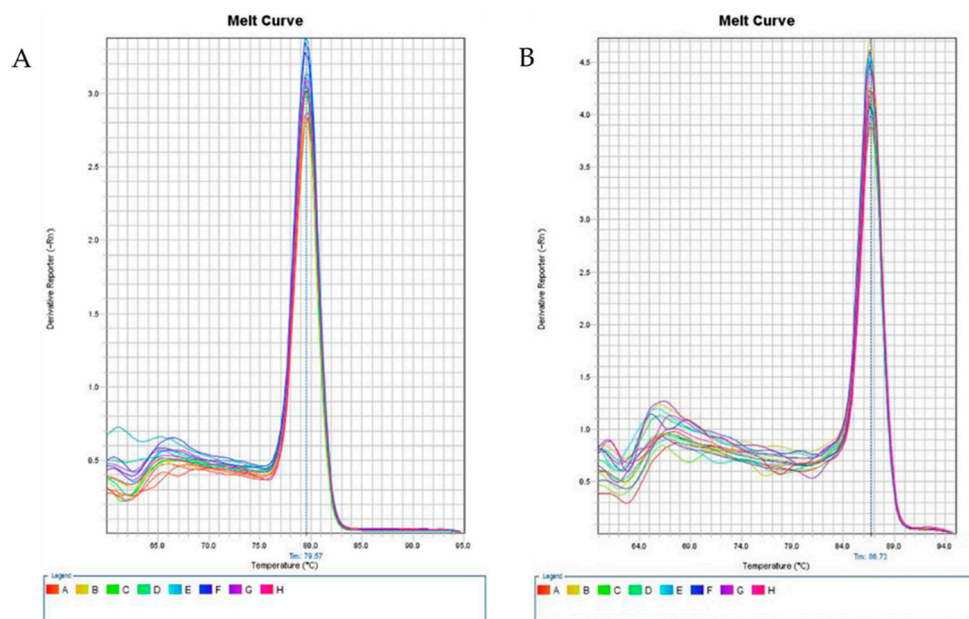 A
Melt Curve
Derivative Reporter (-Rn')
3.0
2.5
2.0
1.5
1.0
0.5
65.0 70.0 75.0 80.0 85.0 90.0 95.0
Tm: 79.57
Temperature (°C)
Legend
A B C D E F G H
B
Melt Curve
Derivative Reporter (-Rn')
4.5
4.0
3.5
3.0
2.5
2.0
1.5
1.0
0.5
64.0 69.0 74.0 79.0 84.0 89.0 94.0
Tm: 86.73
Temperature (°C)
Legend
A B C D E F G H